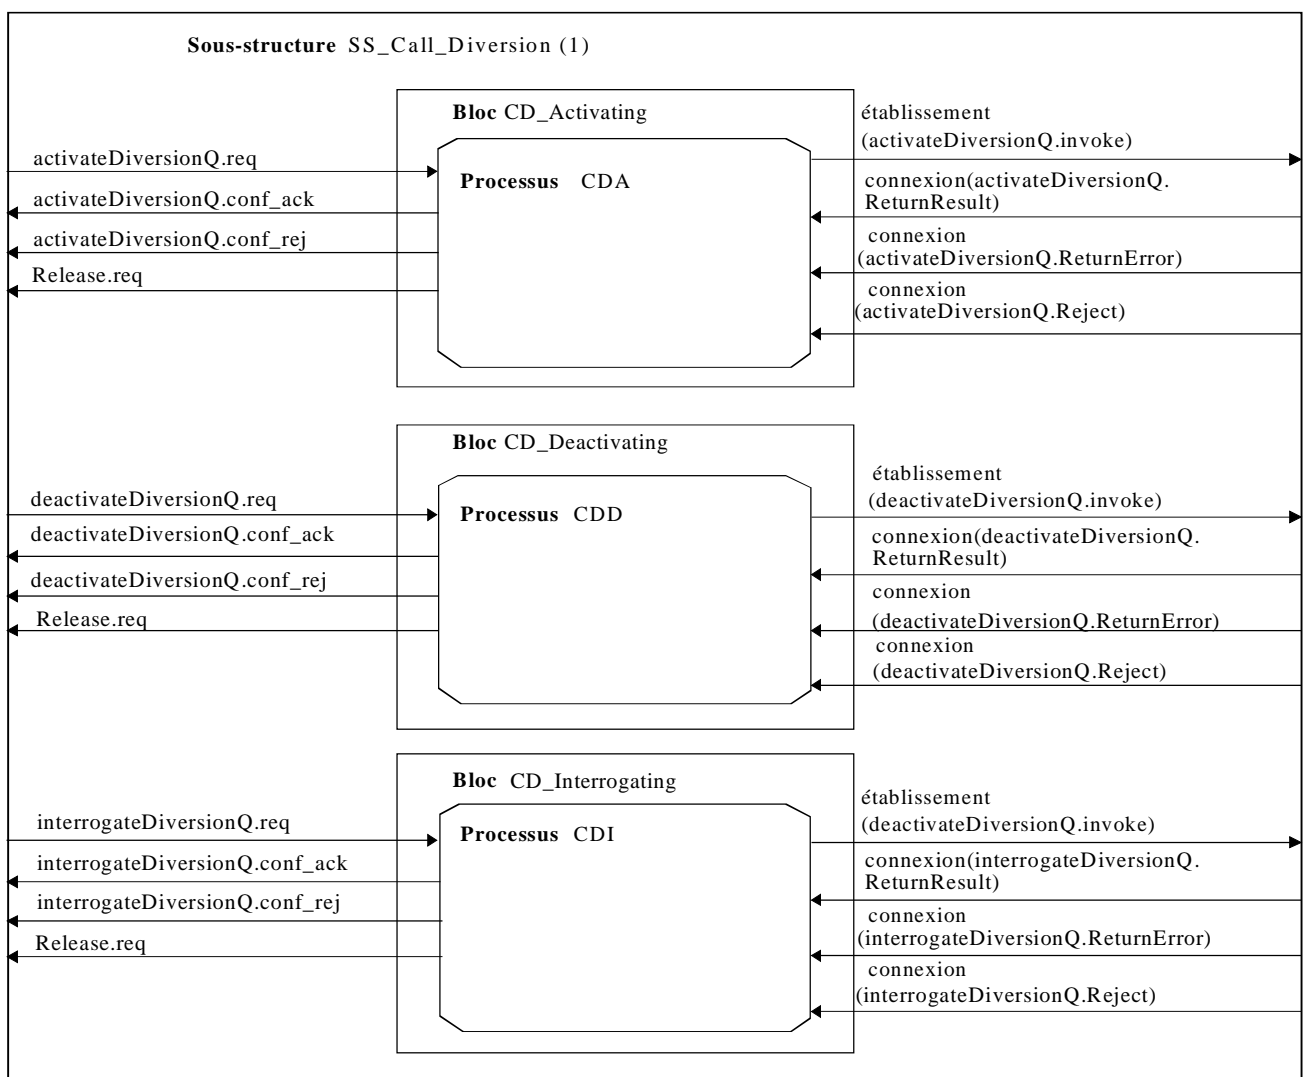 Sous-structure SS_Call_Diversion (1)
Bloc CD_Activating
Processus CDA
activateDiversionQ.req
activateDiversionQ.conf_ack
activateDiversionQ.conf_rej
Release.req
établissement
(activateDiversionQ.invoke)
connexion(activateDiversionQ.
ReturnResult)
connexion
(activateDiversionQ.ReturnError)
connexion
(activateDiversionQ.Reject)
Bloc CD_Deactivating
Processus CDD
deactivateDiversionQ.req
deactivateDiversionQ.conf_ack
deactivateDiversionQ.conf_rej
Release.req
établissement
(deactivateDiversionQ.invoke)
connexion(deactivateDiversionQ.
ReturnResult)
connexion
(deactivateDiversionQ.ReturnError)
connexion
(deactivateDiversionQ.Reject)
Bloc CD_Interrogating
Processus CDI
interrogateDiversionQ.req
interrogateDiversionQ.conf_ack
interrogateDiversionQ.conf_rej
Release.req
établissement
(deactivateDiversionQ.invoke)
connexion(interrogateDiversionQ.
ReturnResult)
connexion
(interrogateDiversionQ.ReturnError)
connexion
(interrogateDiversionQ.Reject)